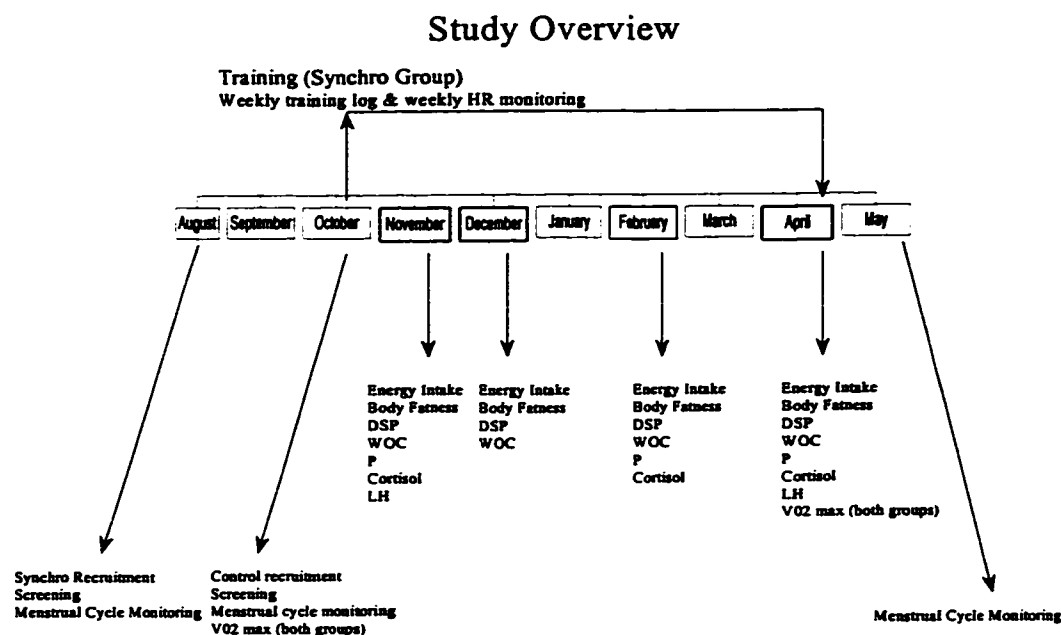 Study Overview
Training (Synchro Group)
Weekly training log & weekly HR monitoring
August
September
October
November
December
January
February
March
April
May
Energy Intake
Body Fatness
DSP
WOC
P
Cortisol
LH
Energy Intake
Body Fatness
DSP
WOC
Energy Intake
Body Fatness
DSP
WOC
P
Cortisol
Energy Intake
Body Fatness
DSP
WOC
P
Cortisol
LH
V02 max (both groups)
Synchro Recruitment
Screening
Menstrual Cycle Monitoring
Control recruitment
Screening
Menstrual cycle monitoring
V02 max (both groups)
Menstrual Cycle Monitoring